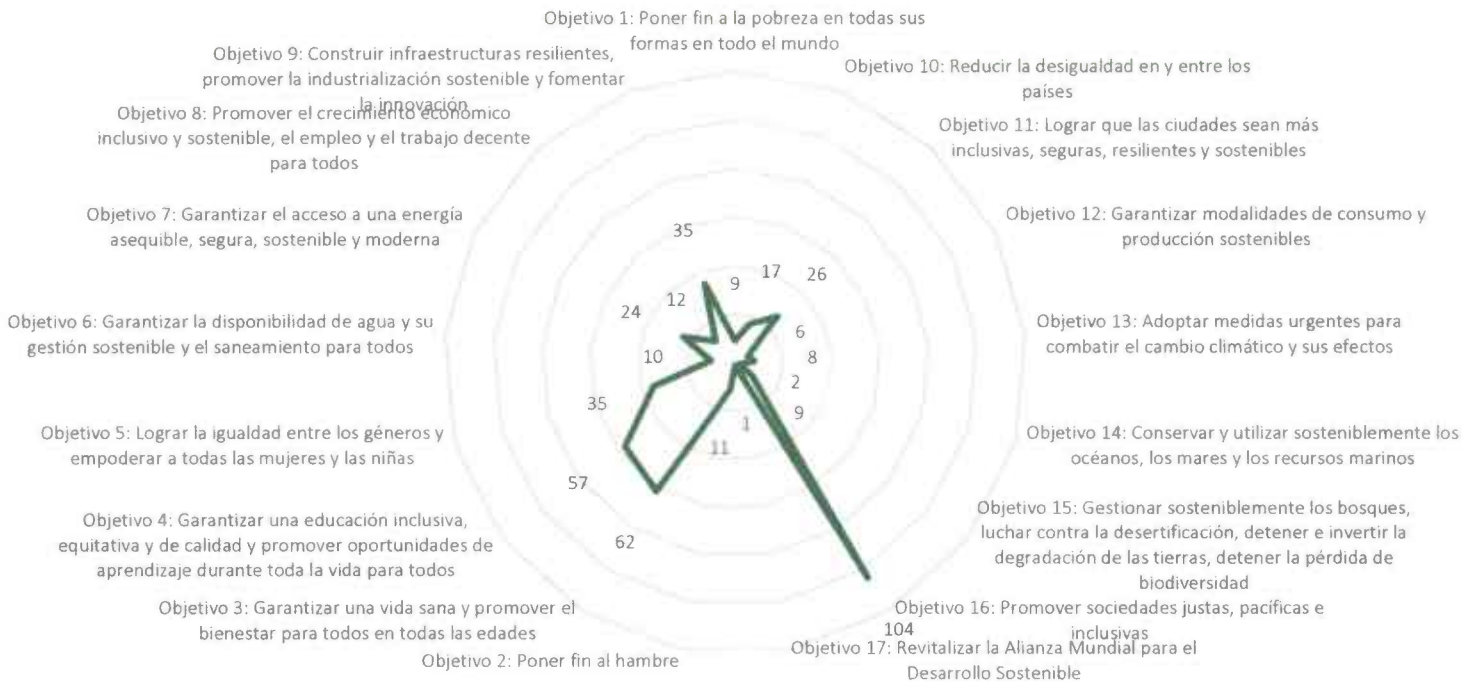 Objetivo 1: Poner fin a la pobreza en todas sus
formas en todo el mundo
Objetivo 10: Reducir la desigualdad en y entre los
países
Objetivo 11: Lograr que las ciudades sean más
inclusivas, seguras, resilientes y sostenibles
Objetivo 12: Garantizar modalidades de consumo y
producción sostenibles
Objetivo 13: Adoptar medidas urgentes para
combatir el cambio climático y sus efectos
Objetivo 14: Conservar y utilizar sosteniblemente los
océanos, los mares y los recursos marinos
Objetivo 15: Gestionar sosteniblemente los bosques,
luchar contra la desertificación, detener e invertir la
degradación de las tierras, detener la pérdida de
biodiversidad
Objetivo 16: Promover sociedades justas, pacíficas e
inclusivas
Objetivo 17: Revitalizar la Alianza Mundial para el
Desarrollo Sostenible
Objetivo 2: Poner fin al hambre
Objetivo 3: Garantizar una vida sana y promover el
bienestar para todos en todas las edades
Objetivo 4: Garantizar una educación inclusiva,
equitativa y de calidad y promover oportunidades de
aprendizaje durante toda la vida para todos
Objetivo 5: Lograr la igualdad entre los géneros y
empoderar a todas las mujeres y las niñas
Objetivo 6: Garantizar la disponibilidad de agua y su
gestión sostenible y el saneamiento para todos
Objetivo 7: Garantizar el acceso a una energía
asequible, segura, sostenible y moderna
Objetivo 8: Promover el crecimiento económico
inclusivo y sostenible, el empleo y el trabajo decente
para todos
Objetivo 9: Construir infraestructuras resilientes,
promover la industrialización sostenible y fomentar
la innovación
9
17
26
6
8
2
9
104
1
11
62
57
35
10
24
12
35